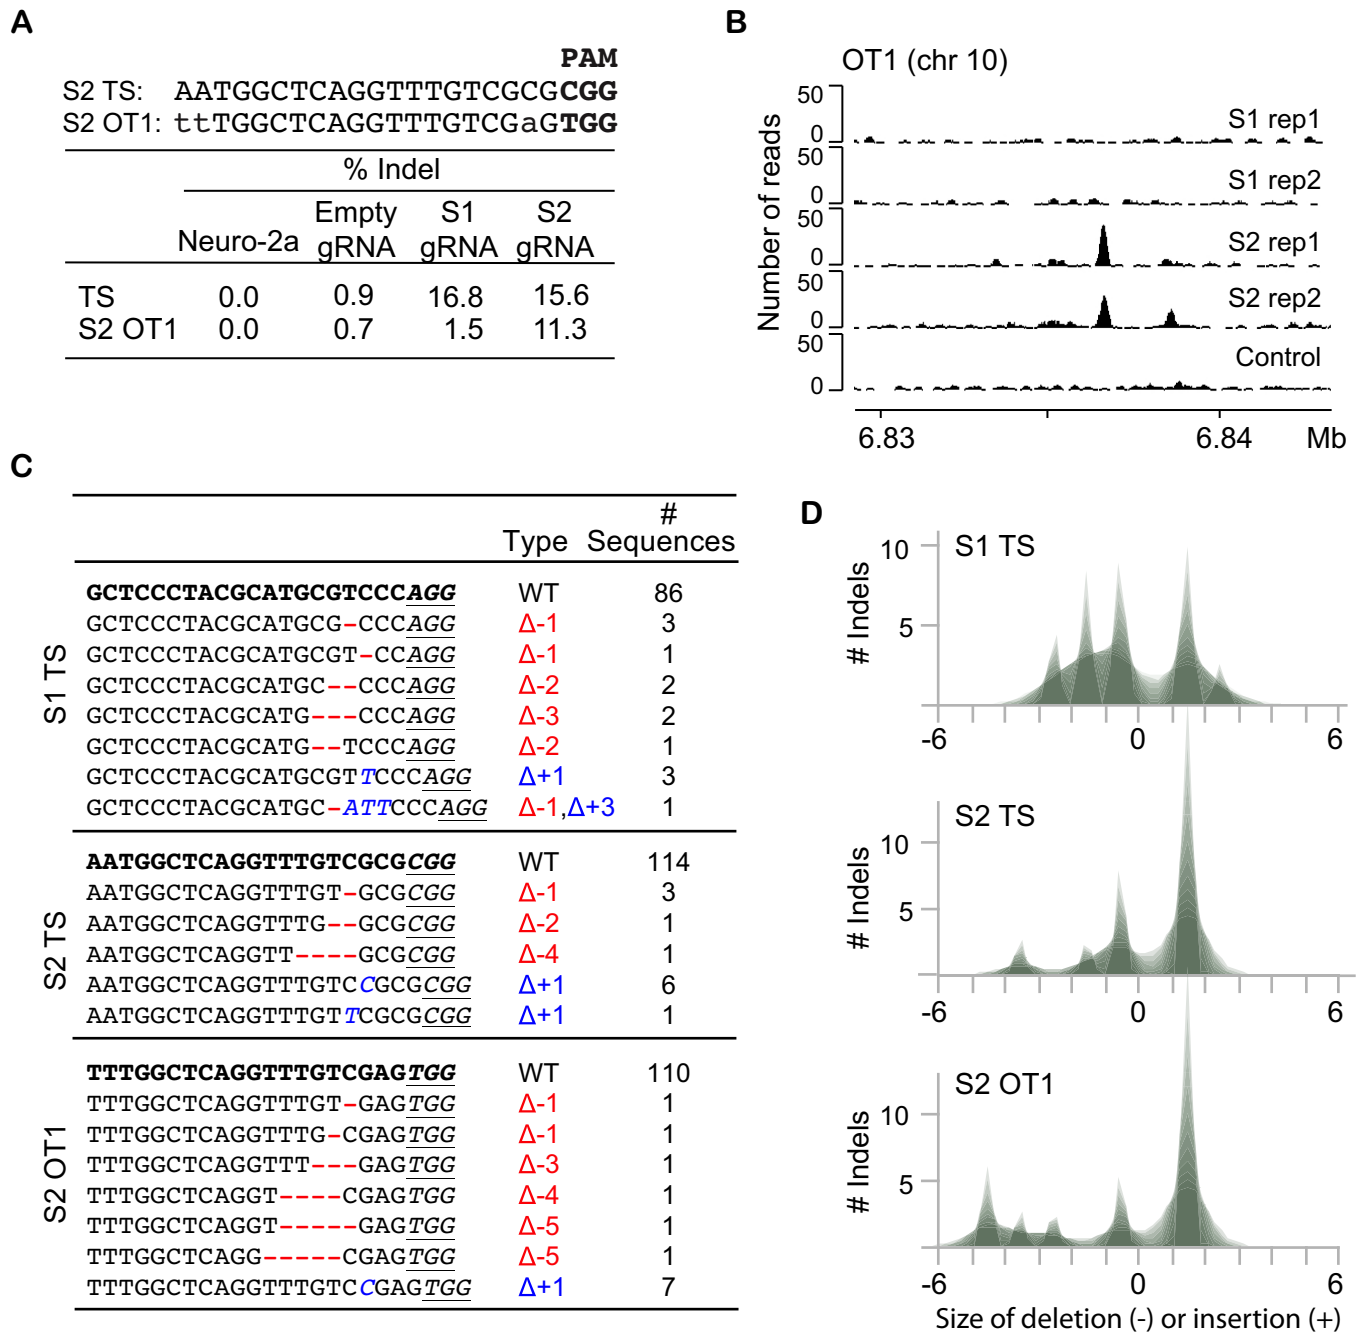 A
PAM
S2 TS: AATGGCTCAGGTTTGTCGCGCGG
S2 OT1: ttTGGCTCAGGTTTGTCGaGTGG
% Indel
Neuro-2a Empty gRNA S1 gRNA S2 gRNA
TS 0.0 0.9 16.8 15.6
S2 OT1 0.0 0.7 1.5 11.3
B
OT1 (chr 10)
Number of reads
50
0
S1 rep1
50
0
S1 rep2
50
0
S2 rep1
50
0
S2 rep2
50
0
Control
6.83 6.84 Mb
C
Type # Sequences
S1 TS
GCTCCCTACGCATGCGTCCCAGG WT 86
GCTCCCTACGCATGCG-CCCAGG Δ-1 3
GCTCCCTACGCATGCGT-CCAGG Δ-1 1
GCTCCCTACGCATGC--CCCAGG Δ-2 2
GCTCCCTACGCATG---CCCAGG Δ-3 2
GCTCCCTACGCATG--TCCCAGG Δ-2 1
GCTCCCTACGCATGCGTTCCCAGG Δ+1 3
GCTCCCTACGCATGC-ATTCCCAGG Δ-1,Δ+3 1
S2 TS
AATGGCTCAGGTTTGTCGCGCGG WT 114
AATGGCTCAGGTTTGT-GCGCGG Δ-1 3
AATGGCTCAGGTTTG--GCGCGG Δ-2 1
AATGGCTCAGGTT----GCGCGG Δ-4 1
AATGGCTCAGGTTTGTCCGCGCGG Δ+1 6
AATGGCTCAGGTTTGTTCGCGCGG Δ+1 1
S2 OT1
TTTGGCTCAGGTTTGTCGAGTGG WT 110
TTTGGCTCAGGTTTGT-GAGTGG Δ-1 1
TTTGGCTCAGGTTTG-CGAGTGG Δ-1 1
TTTGGCTCAGGTTT---GAGTGG Δ-3 1
TTTGGCTCAGGT----CGAGTGG Δ-4 1
TTTGGCTCAGGT-----GAGTGG Δ-5 1
TTTGGCTCAGG-----CGAGTGG Δ-5 1
TTTGGCTCAGGTTTGTCCGAGTGG Δ+1 7
D
S1 TS
# Indels
10
5
-6 0 6
S2 TS
# Indels
10
5
-6 0 6
S2 OT1
# Indels
10
5
-6 0 6
Size of deletion (-) or insertion (+)